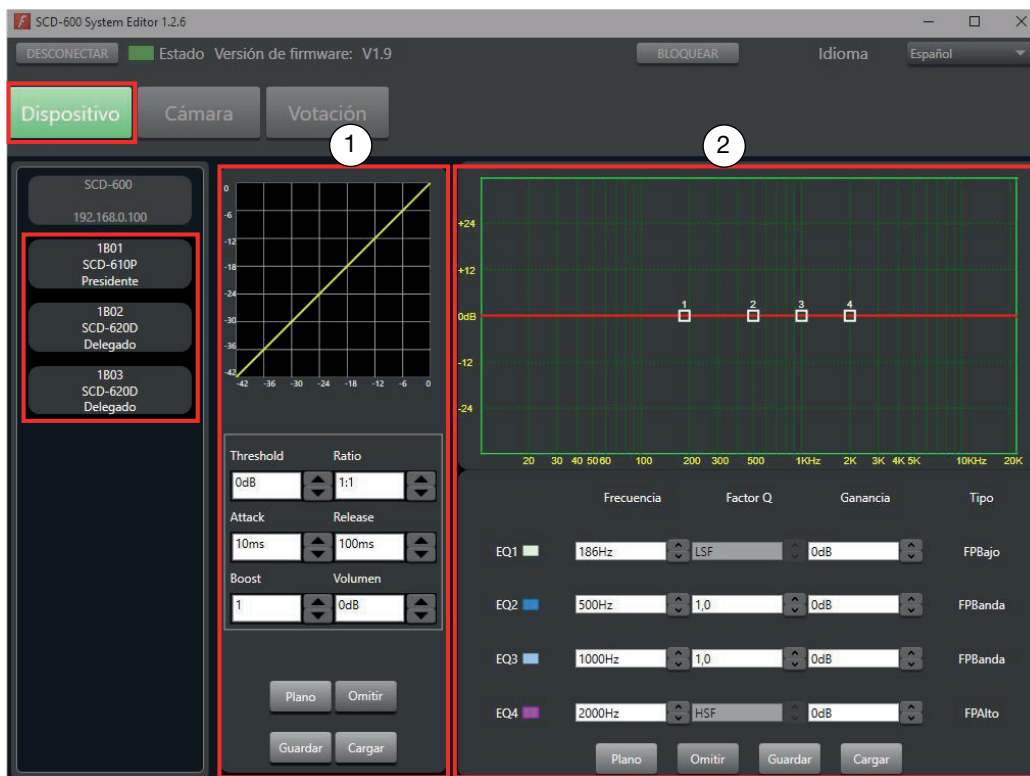 SCD-600 System Editor 1.2.6
DESCONECTAR Estado Versión de firmware: V1.9 BLOQUEAR Idioma Español
Dispositivo Cámara Votación
1 2
SCD-600
192.168.0.100
1B01
SCD-610P
Presidente
1B02
SCD-620D
Delegado
1B03
SCD-620D
Delegado
0
-6
-12
-18
-24
-30
-36
-42
-42 -36 -30 -24 -18 -12 -6 0
Threshold Ratio
0dB 1:1
Attack Release
10ms 100ms
Boost Volumen
1 0dB
Plano Omitir
Guardar Cargar
+24
+12
0dB
-12
-24
1 2 3 4
20 30 40 50 60 100 200 300 500 1KHz 2K 3K 4K 5K 10KHz 20K
Frecuencia Factor Q Ganancia Tipo
EQ1 186Hz LSF 0dB FPBajo
EQ2 500Hz 1,0 0dB FPBanda
EQ3 1000Hz 1,0 0dB FPBanda
EQ4 2000Hz HSF 0dB FPAlto
Plano Omitir Guardar Cargar